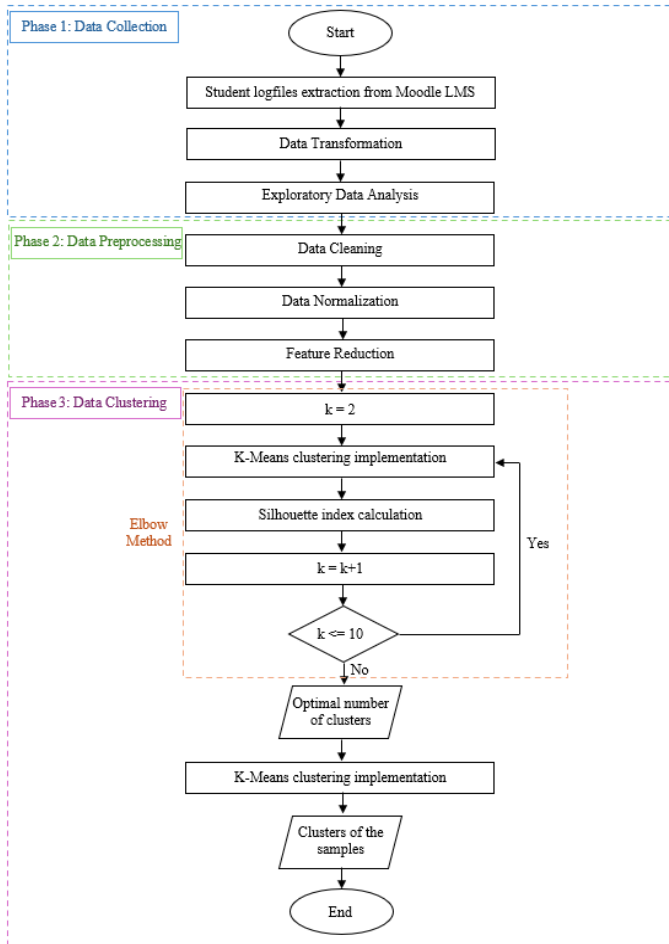 Phase 1: Data Collection
Start
Student logfiles extraction from Moodle LMS
Data Transformation
Exploratory Data Analysis
Phase 2: Data Preprocessing
Data Cleaning
Data Normalization
Feature Reduction
Phase 3: Data Clustering
k = 2
K-Means clustering implementation
Silhouette index calculation
Elbow
Method
Yes
k = k+1
k <= 10
No
Optimal number
of clusters
K-Means clustering implementation
Clusters of the
samples
End